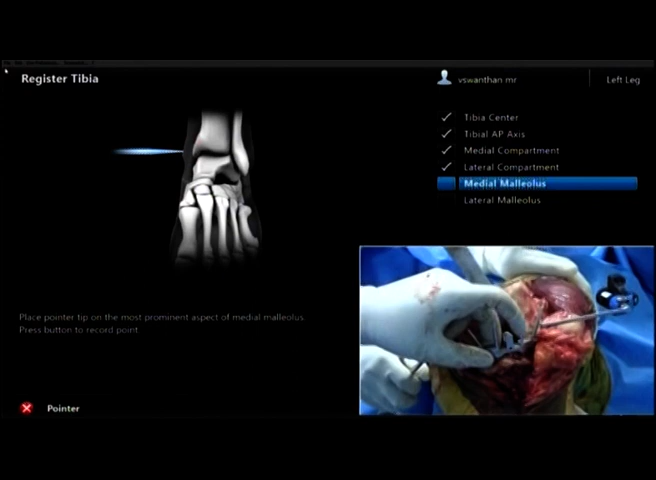 Register Tibia
vswanthan mr
Left Leg
Tibia Center
Tibial AP Axis
Medial Compartment
Lateral Compartment
Medial Malleolus
Lateral Malleolus
Place pointer tip on the most prominent aspect of medial malleolus
Press button to record point
Pointer